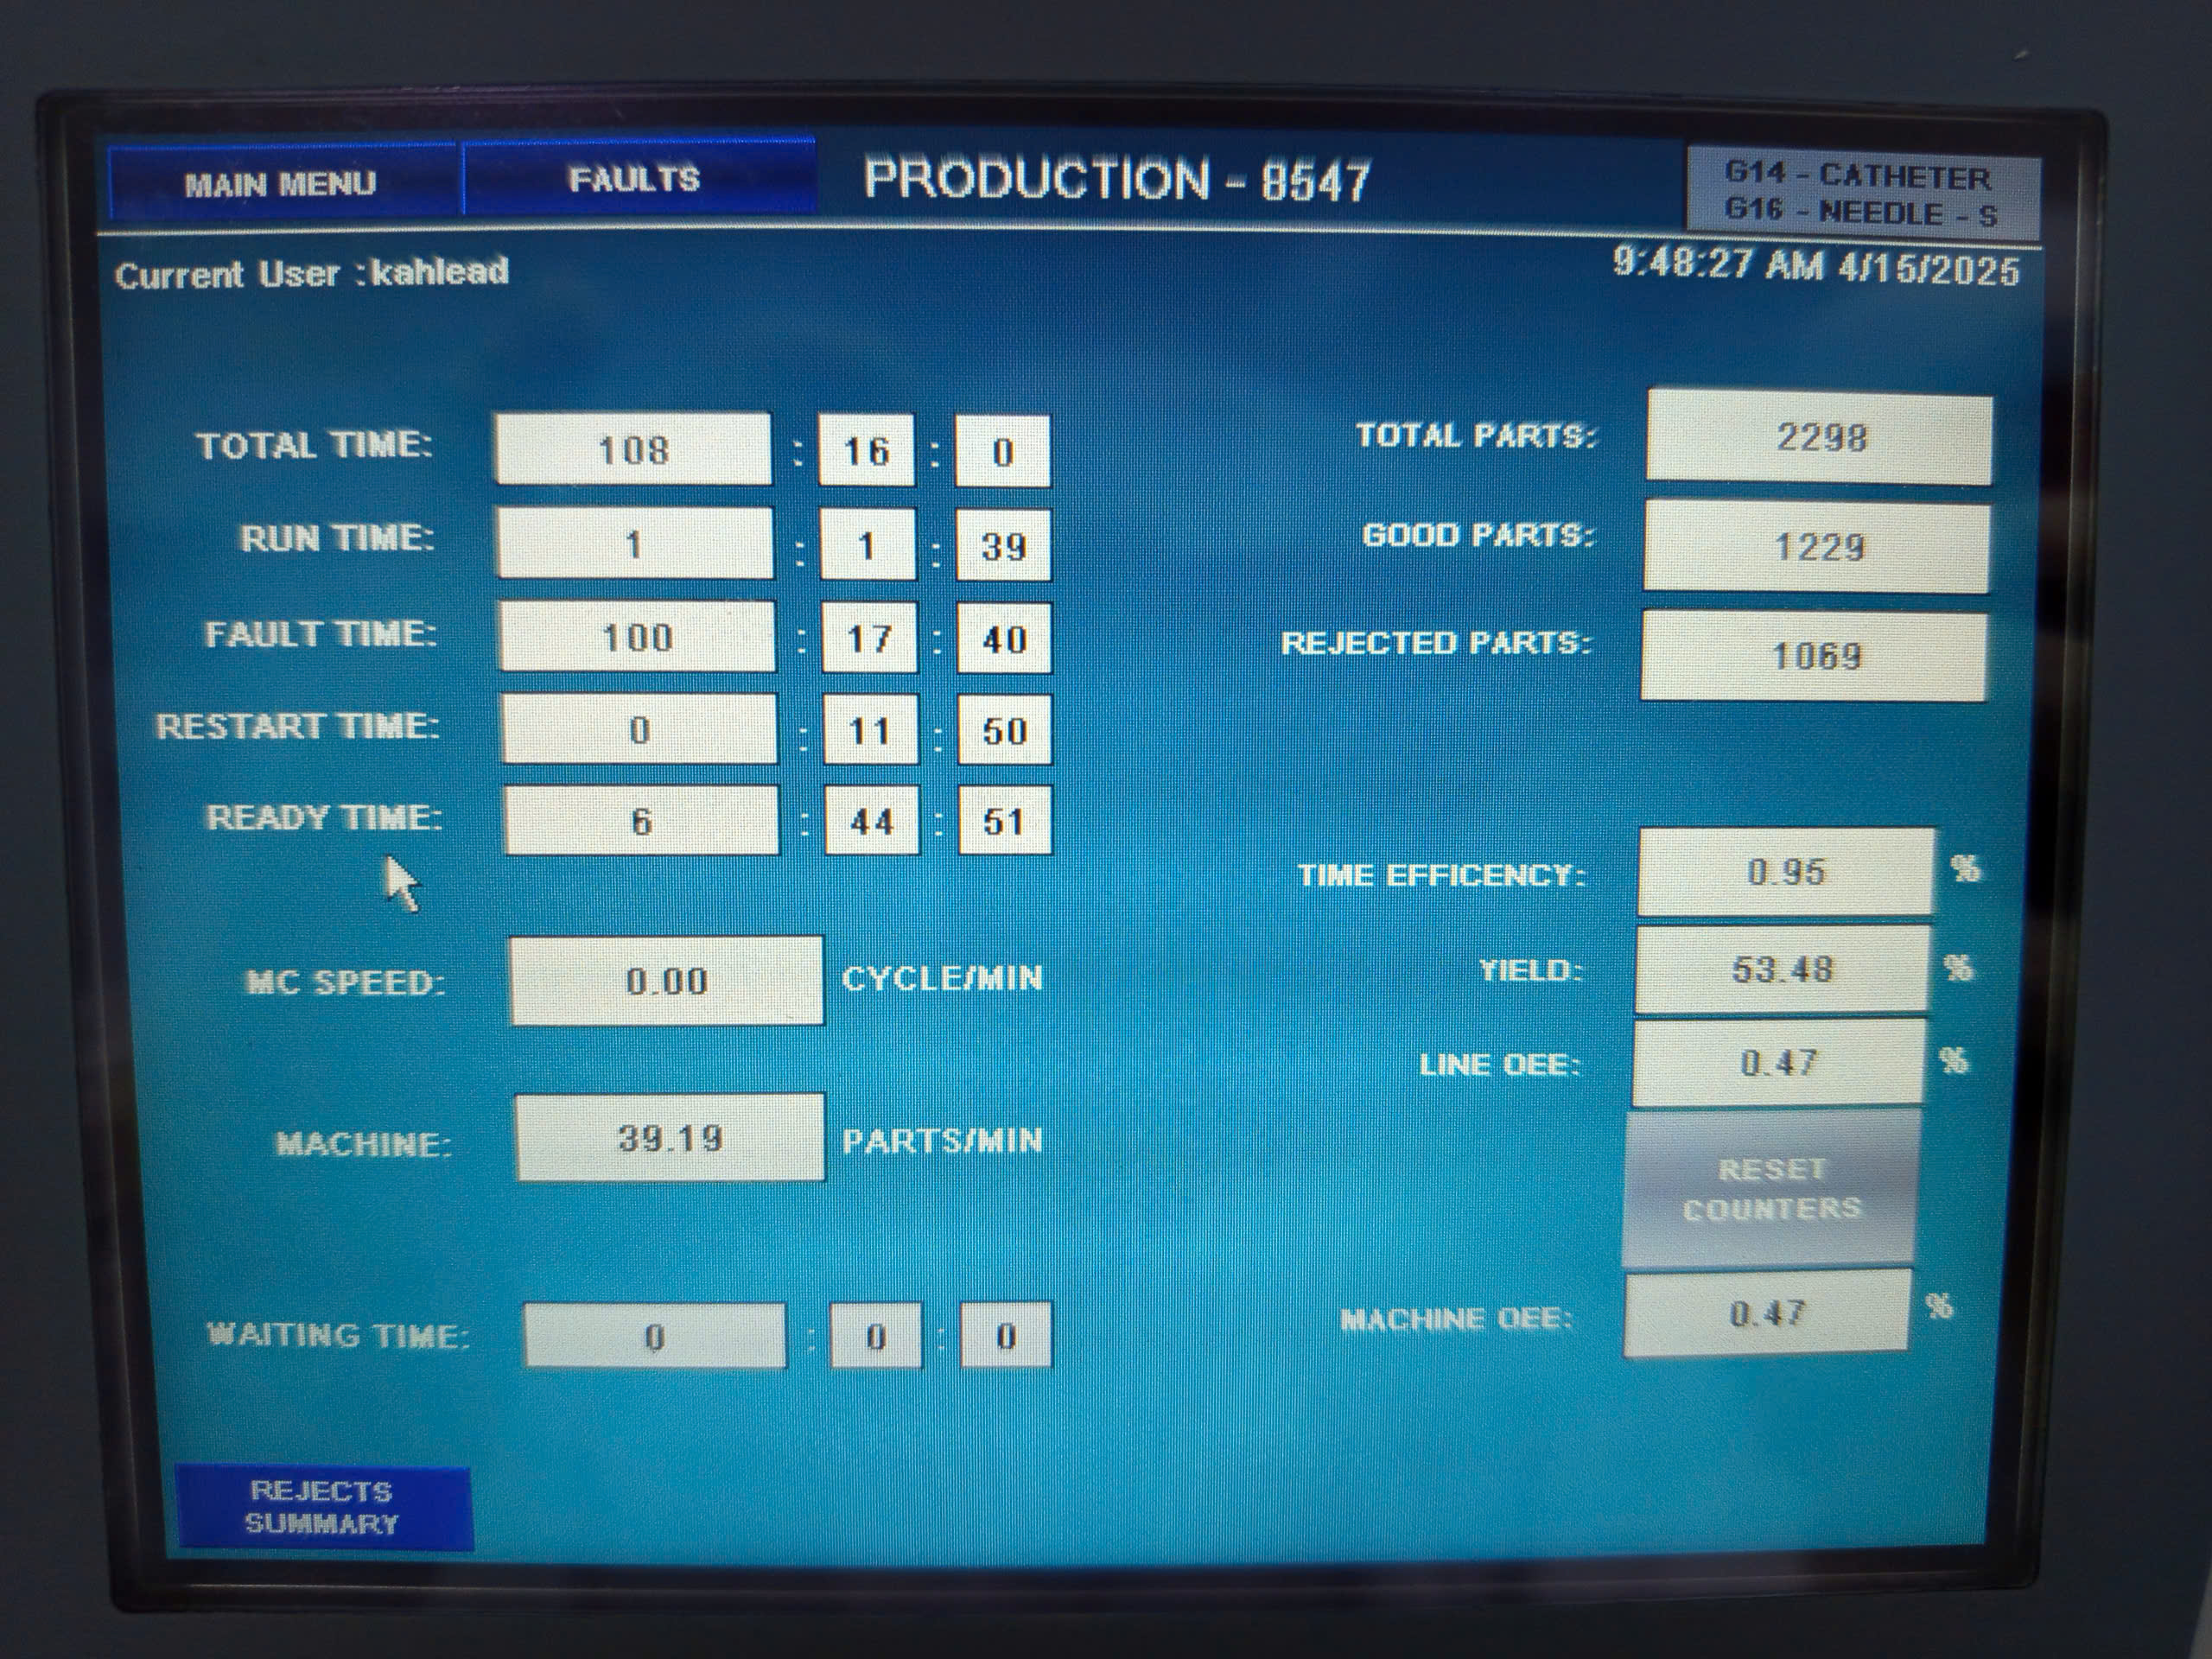 MAIN MENU
FAULTS
PRODUCTION - 8547
G14 - CATHETER
G16 - NEEDLE - S
Current User :kahlead
9:48:27 AM 4/15/2025
TOTAL TIME: 108 : 16 : 0
RUN TIME: 1 : 1 : 39
FAULT TIME: 100 : 17 : 40
RESTART TIME: 0 : 11 : 50
READY TIME: 6 : 44 : 51
MC SPEED: 0.00 CYCLE/MIN
MACHINE: 39.19 PARTS/MIN
WAITING TIME: 0 : 0 : 0
REJECTS
SUMMARY
TOTAL PARTS: 2298
GOOD PARTS: 1229
REJECTED PARTS: 1069
TIME EFFICENCY: 0.95 %
YIELD: 53.48 %
LINE OEE: 0.47 %
RESET
COUNTERS
MACHINE OEE: 0.47 %